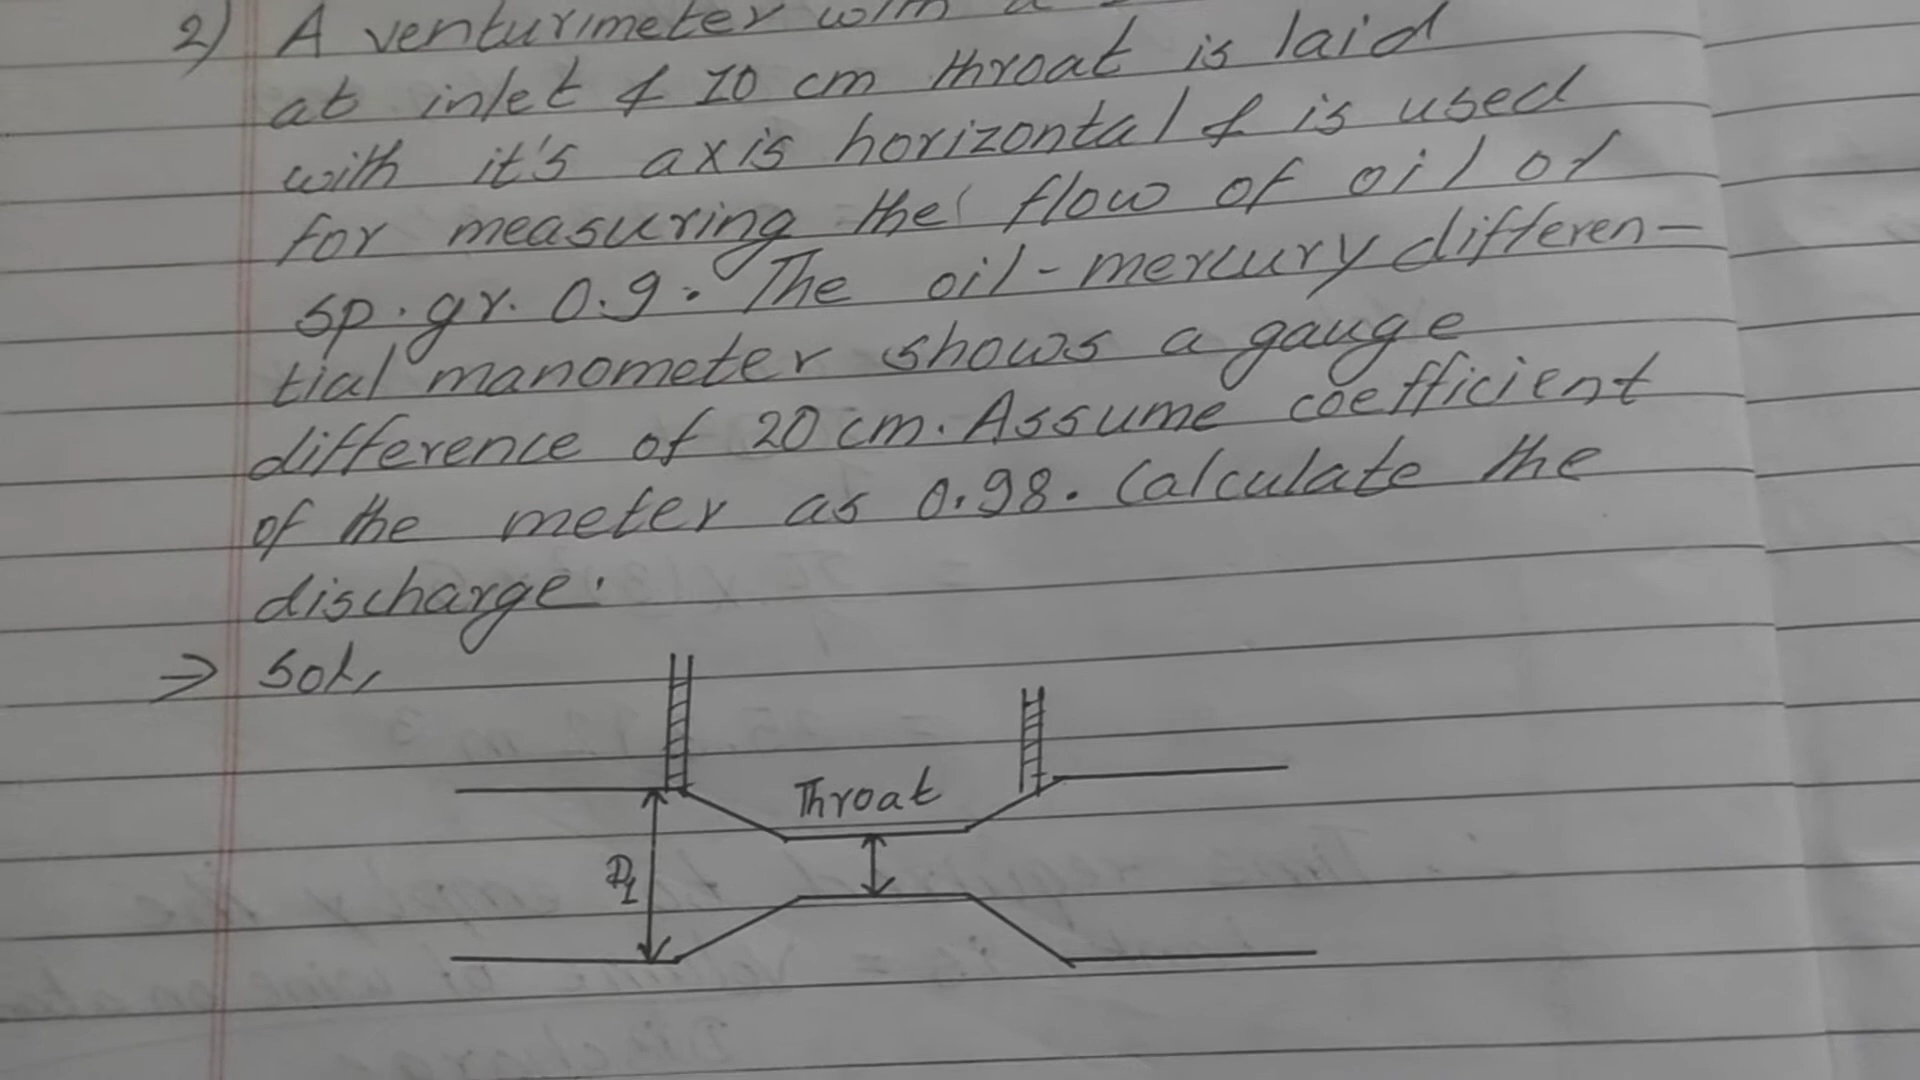 2) A venturimeter with a
at inlet & 10 cm throat is laid
with it's axis horizontal & is used
for measuring the flow of oil of
sp. gr. 0.9. The oil-mercury differen-
tial manometer shows a gauge
difference of 20 cm. Assume coefficient
of the meter as 0.98. Calculate the
discharge.
⇒ Sol,
Throat
D1